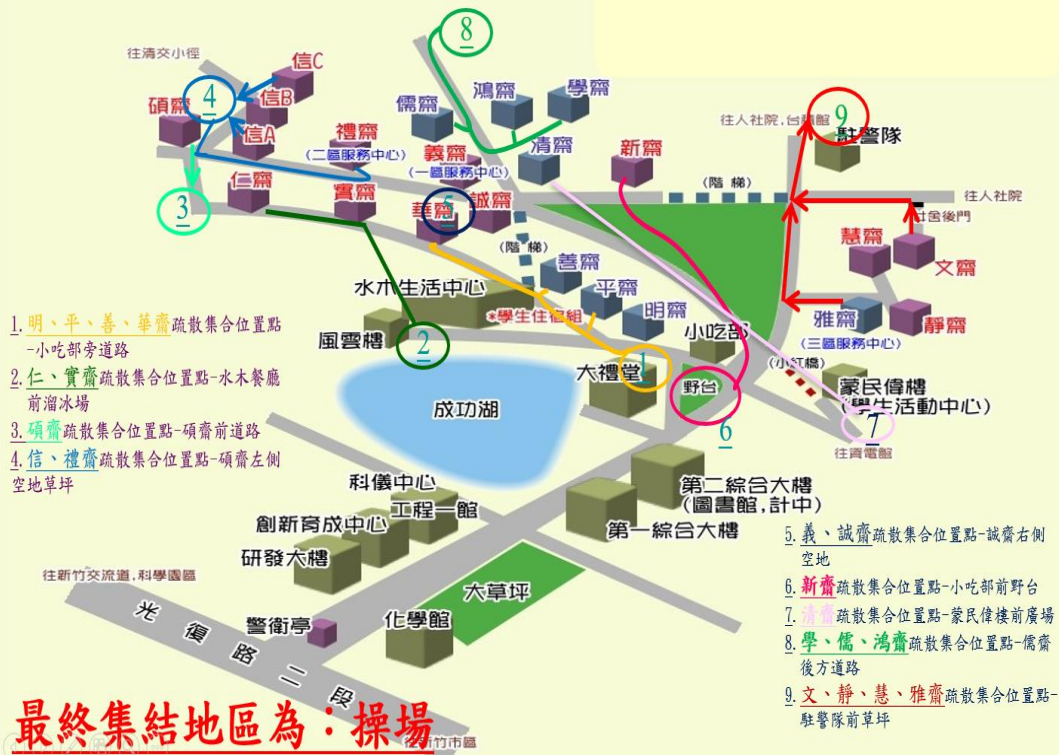 8
往清交小徑
信C
4
信B
碩齋
信A
鴻齋
學齋
儒齋
清齋
禮齋
(二區服務中心)
義齋
(一區服務中心)
新齋
往人社院,台積館
9
駐警隊
(階 梯)
往人社院
社舍後門
3
仁齋
實齋
華齋
5
誠齋
(階 梯)
善齋
平齋
明齋
慧齋
文齋
雅齋
(三區服務中心)
靜齋
水木生活中心
*學生住宿組
風雲樓
2
小吃部
大禮堂
1
野台
6
(小紅橋)
蒙民偉樓
(學生活動中心)
7
往資電館
成功湖
1. 明、平、善、華齋疏散集合位置點
-小吃部旁道路
2. 仁、實齋疏散集合位置點-水木餐廳
前溜冰場
3. 碩齋疏散集合位置點-碩齋前道路
4. 信、禮齋疏散集合位置點-碩齋左側
空地草坪
科儀中心
工程一館
創新育成中心
研發大樓
第二綜合大樓
(圖書館,計中)
第一綜合大樓
往新竹交流道,科學園區
大草坪
警衛亭
化學館
光復路二段
往新竹市區
5. 義、誠齋疏散集合位置點-誠齋右側
空地
6. 新齋疏散集合位置點-小吃部前野台
7. 清齋疏散集合位置點-蒙民偉樓前廣場
8. 學、儒、鴻齋疏散集合位置點-儒齋
後方道路
9. 文、靜、慧、雅齋疏散集合位置點-
駐警隊前草坪
最終集結地區為：操場